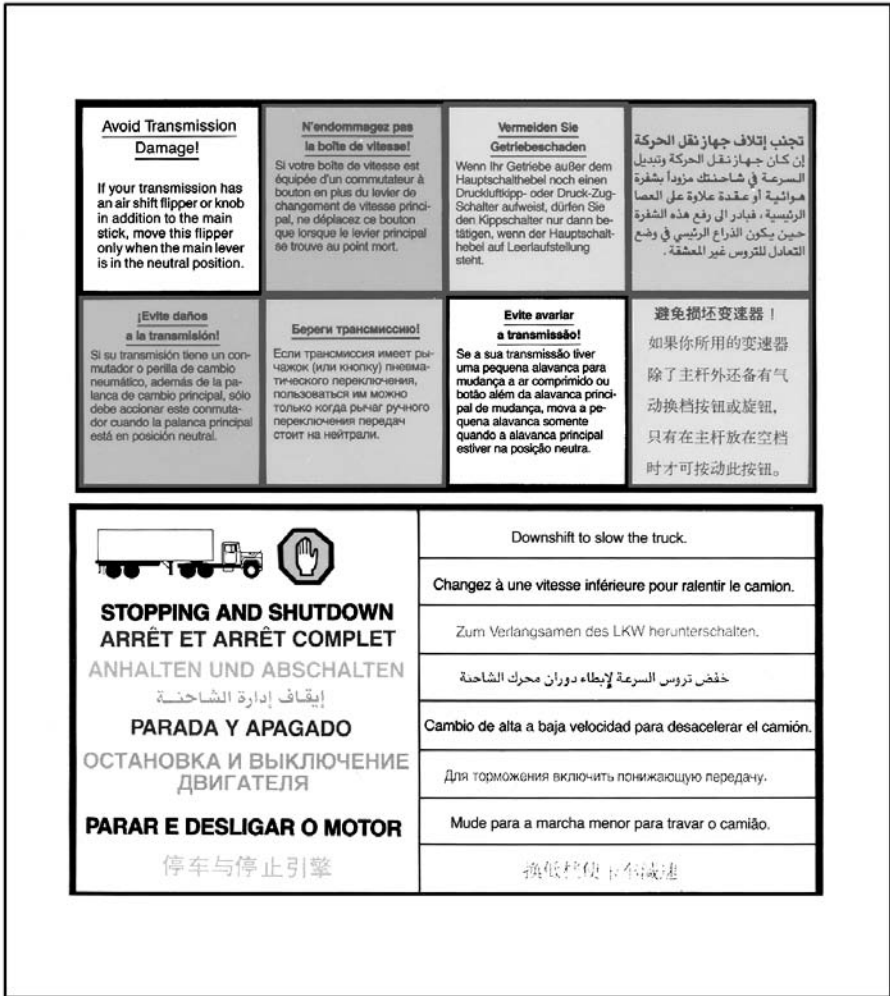 Avoid Transmission
Damage!
If your transmission has
an air shift flipper or knob
in addition to the main
stick, move this flipper
only when the main lever
is in the neutral position.
N'endommagez pas
la boîte de vitesse!
Si votre boîte de vitesse est
équipée d'un commutateur à
bouton en plus du levier de
changement de vitesse princi-
pal, ne déplacez ce bouton
que lorsque le levier principal
se trouve au point mort.
Vermeiden Sie
Getriebeschaden
Wenn Ihr Getriebe außer dem
Hauptschalthebel noch einen
Druckluftkipp- oder Druck-Zug-
Schalter aufweist, dürfen Sie
den Kippschalter nur dann be-
tätigen, wenn der Hauptschalt-
hebel auf Leerlaufstellung
steht.
تجنب إتلاف جهاز نقل الحركة
إن كان جهاز نقل الحركة وتبديل
السرعة في شاحنتك مزوداً بشفرة
هوائية أو عقدة علاوة على العصا
الرئيسية ، فبادر الى رفع هذه الشفرة
حين يكون الذراع الرئيسي في وضع
التعادل للتروس غير المعشقة .
¡Evite daños
a la transmisión!
Si su transmisión tiene un con-
mutador o perilla de cambio
neumático, además de la pa-
lanca de cambio principal, sólo
debe accionar este conmuta-
dor cuando la palanca principal
está en posición neutral.
Береги трансмиссию!
Если трансмиссия имеет ры-
чажок (или кнопку) пневма-
тического переключения,
пользоваться им можно
только когда рычаг ручного
переключения передач
стоит на нейтрали.
Evite avariar
a transmissão!
Se a sua transmissão tiver
uma pequena alavanca para
mudança a ar comprimido ou
botão além da alavanca princi-
pal de mudança, mova a pe-
quena alavanca somente
quando a alavanca principal
estiver na posição neutra.
避免损坏变速器！
如果你所用的变速器
除了主杆外还备有气
动换档按钮或旋钮,
只有在主杆放在空档
时才可按动此按钮。
STOPPING AND SHUTDOWN
ARRÊT ET ARRÊT COMPLET
ANHALTEN UND ABSCHALTEN
إيقاف إدارة الشاحنة
PARADA Y APAGADO
ОСТАНОВКА И ВЫКЛЮЧЕНИЕ
ДВИГАТЕЛЯ
PARAR E DESLIGAR O MOTOR
停车与停止引擎
Downshift to slow the truck.
Changez à une vitesse inférieure pour ralentir le camion.
Zum Verlangsamen des LKW herunterschalten.
خفض تروس السرعة لإبطاء دوران محرك الشاحنة
Cambio de alta a baja velocidad para desacelerar el camión.
Для торможения включить понижающую передачу.
Mude para a marcha menor para travar o camião.
换低档使卡车减速